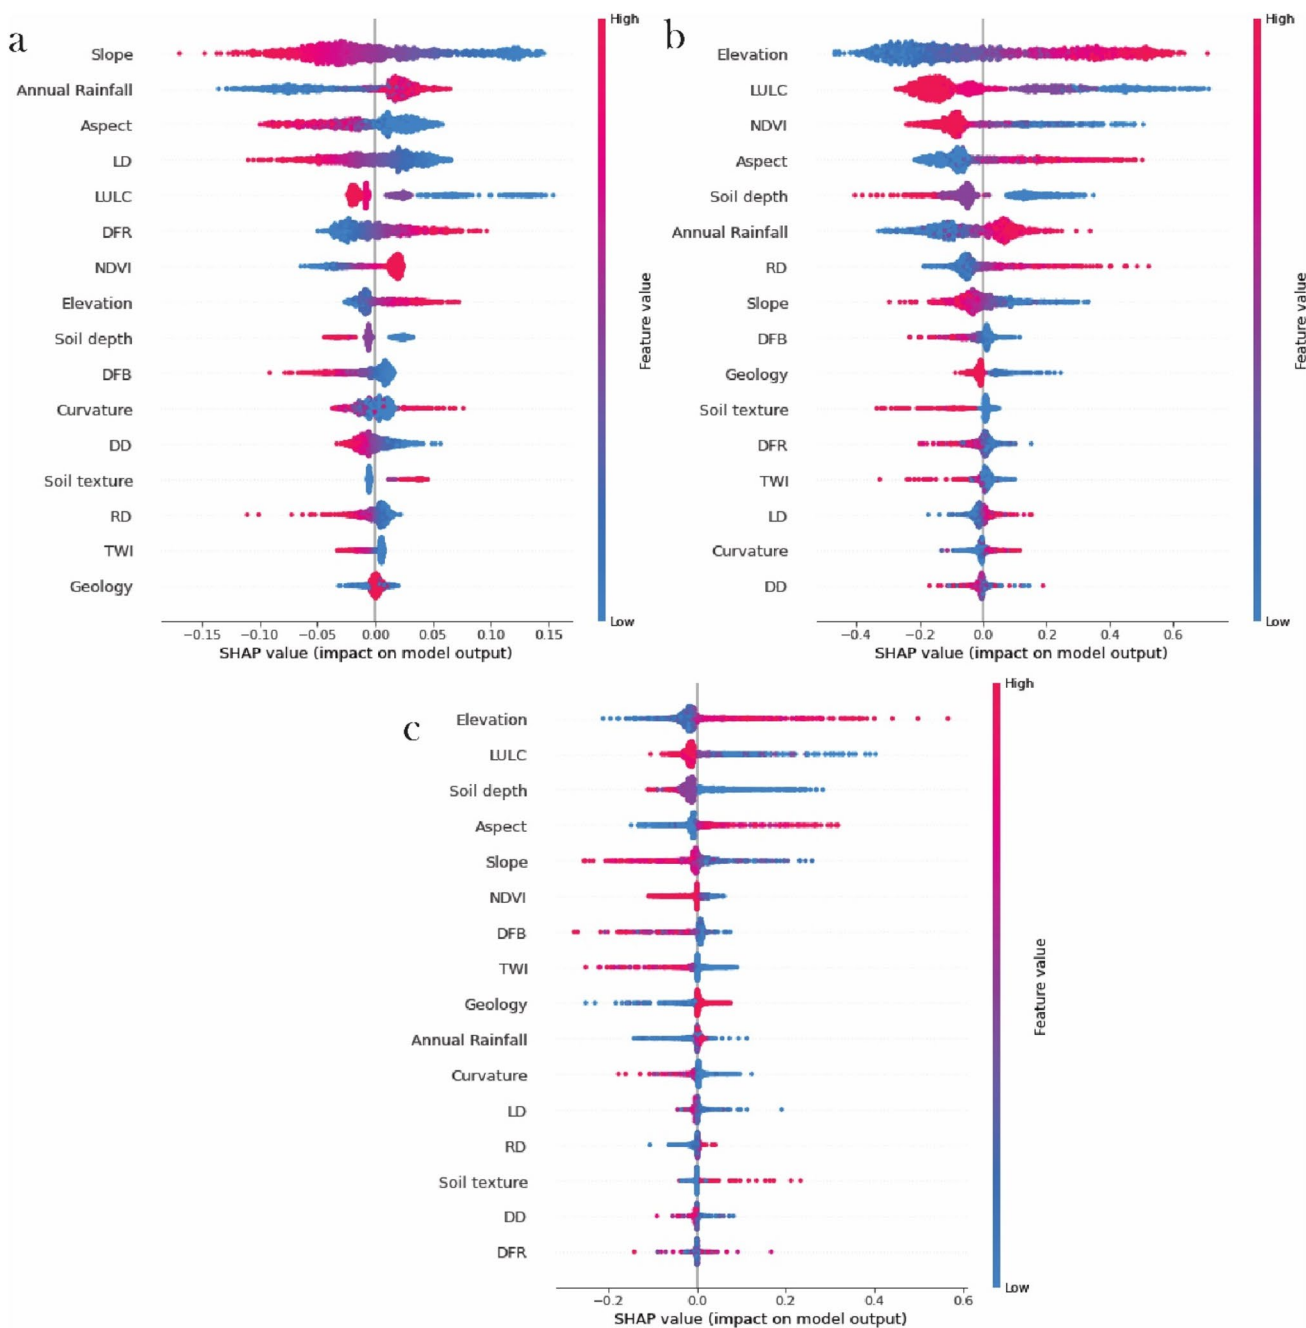 a
Slope
Annual Rainfall
Aspect
LD
LULC
DFR
NDVI
Elevation
Soil depth
DFB
Curvature
DD
Soil texture
RD
TWI
Geology
−0.15 −0.10 −0.05 0.00 0.05 0.10 0.15
SHAP value (impact on model output)
High
Feature value
Low
b
Elevation
LULC
NDVI
Aspect
Soil depth
Annual Rainfall
RD
Slope
DFB
Geology
Soil texture
DFR
TWI
LD
Curvature
DD
−0.4 −0.2 0.0 0.2 0.4 0.6
SHAP value (impact on model output)
High
Feature value
Low
c
Elevation
LULC
Soil depth
Aspect
Slope
NDVI
DFB
TWI
Geology
Annual Rainfall
Curvature
LD
RD
Soil texture
DD
DFR
−0.2 0.0 0.2 0.4 0.6
SHAP value (impact on model output)
High
Feature value
Low